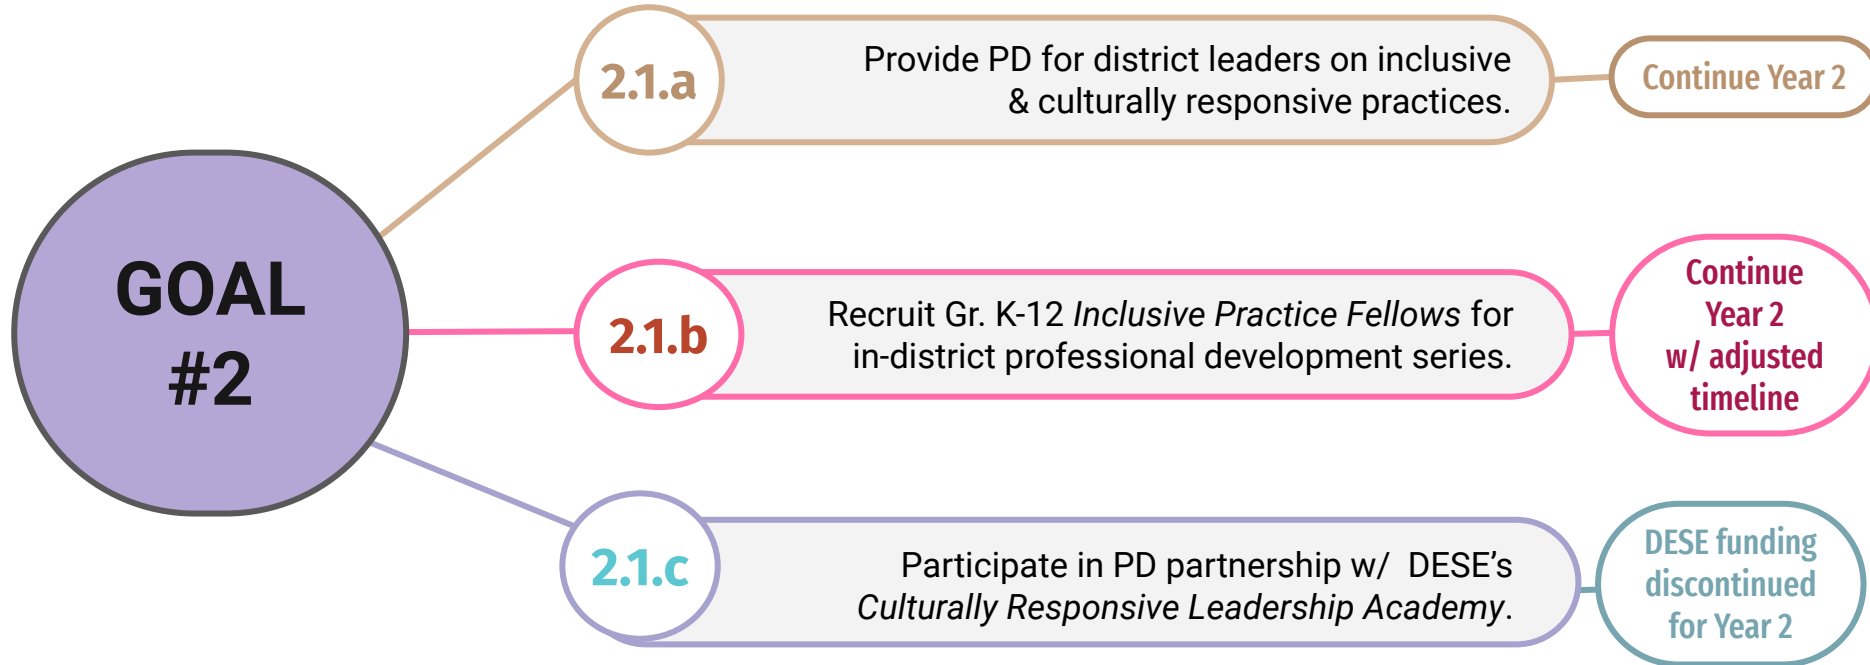 GOAL
#2
2.1.a
Provide PD for district leaders on inclusive
& culturally responsive practices.
Continue Year 2
2.1.b
Recruit Gr. K-12 Inclusive Practice Fellows for
in-district professional development series.
Continue
Year 2
w/ adjusted
timeline
2.1.c
Participate in PD partnership w/ DESE’s
Culturally Responsive Leadership Academy.
DESE funding
discontinued
for Year 2